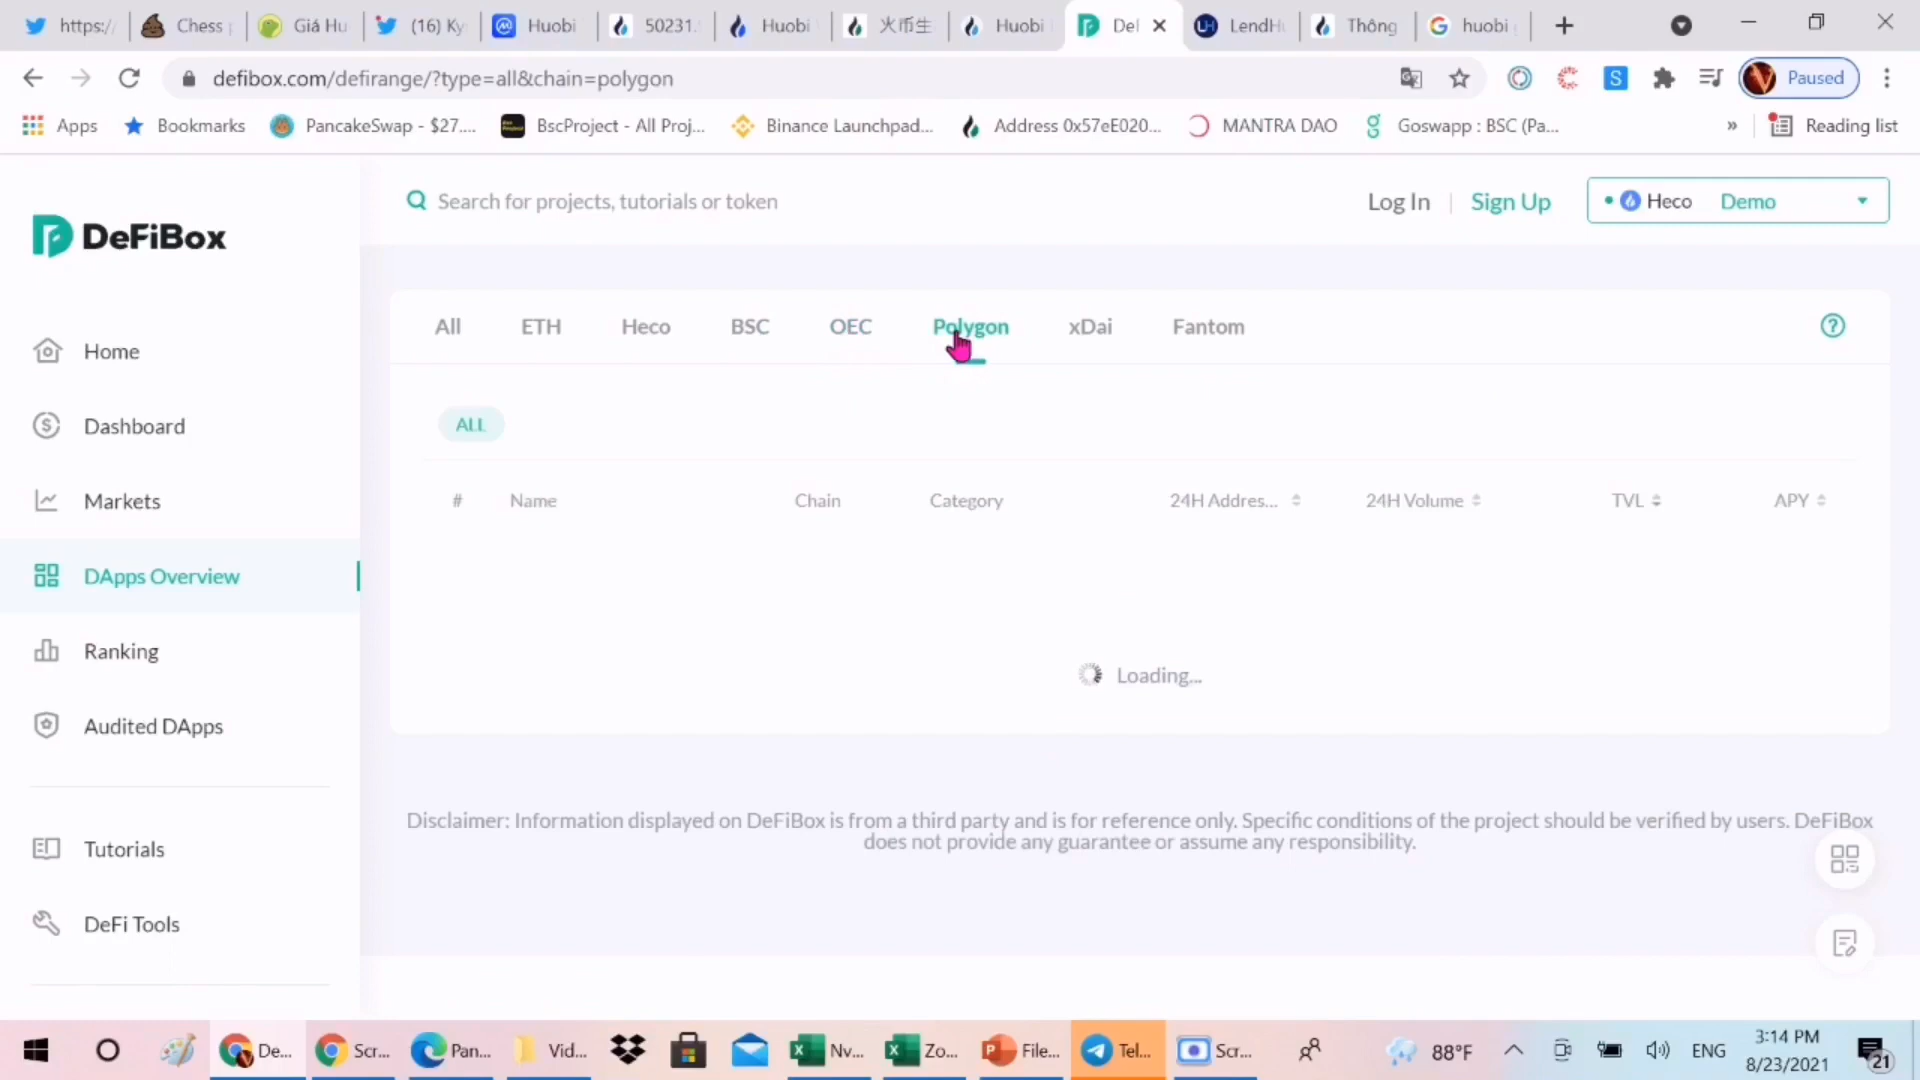 https:/
Chess
Giá Hu
(16) Ky
Huobi
50231.
Huobi
火币生
Huobi
Def
LendH
Thông
huobi
defibox.com/defirange/?type=all&chain=polygon
Paused
Apps
Bookmarks
PancakeSwap - $27....
BscProject - All Proj...
Binance Launchpad...
Address 0x57eE020...
MANTRA DAO
Goswapp : BSC (Pa...
»
Reading list
DeFiBox
Search for projects, tutorials or token
Log In
Sign Up
Heco Demo
All
ETH
Heco
BSC
OEC
Polygon
xDai
Fantom
Home
Dashboard
Markets
DApps Overview
Ranking
Audited DApps
Tutorials
DeFi Tools
ALL
#
Name
Chain
Category
24H Addres...
24H Volume
TVL
APY
Loading...
Disclaimer: Information displayed on DeFiBox is from a third party and is for reference only. Specific conditions of the project should be verified by users. DeFiBox
does not provide any guarantee or assume any responsibility.
De...
Scr...
Pan...
Vid...
Nv...
Zo...
File...
Tel...
Scr...
88°F
ENG
3:14 PM
8/23/2021
21